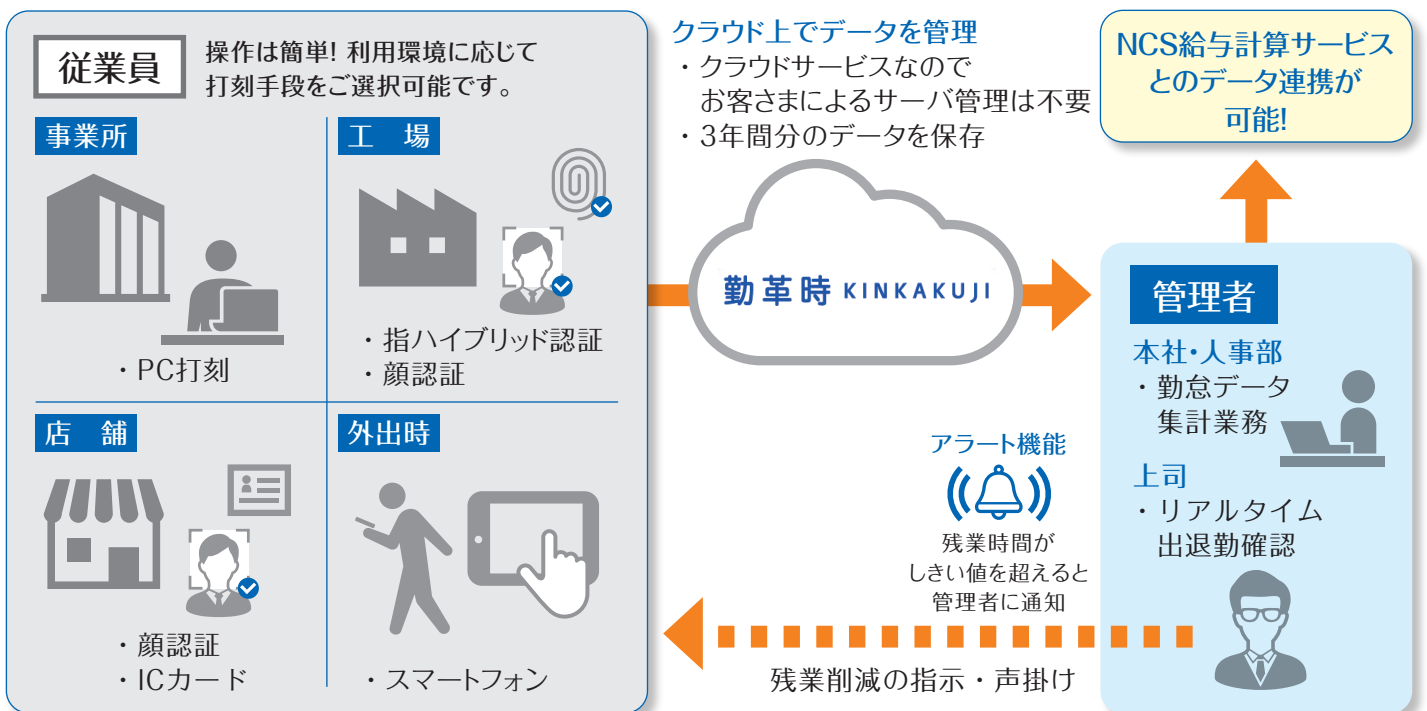 従業員
操作は簡単! 利用環境に応じて
打刻手段をご選択可能です。
事業所
・PC打刻
工 場
・指ハイブリッド認証
・顔認証
店 舗
・顔認証
・ICカード
外出時
・スマートフォン
クラウド上でデータを管理
・クラウドサービスなので
お客さまによるサーバ管理は不要
・3年間分のデータを保存
勤革時 KINKAKUJI
NCS給与計算サービス
とのデータ連携が
可能!
管理者
本社・人事部
・勤怠データ
集計業務
上司
・リアルタイム
出退勤確認
アラート機能
残業時間が
しきい値を超えると
管理者に通知
残業削減の指示・声掛け